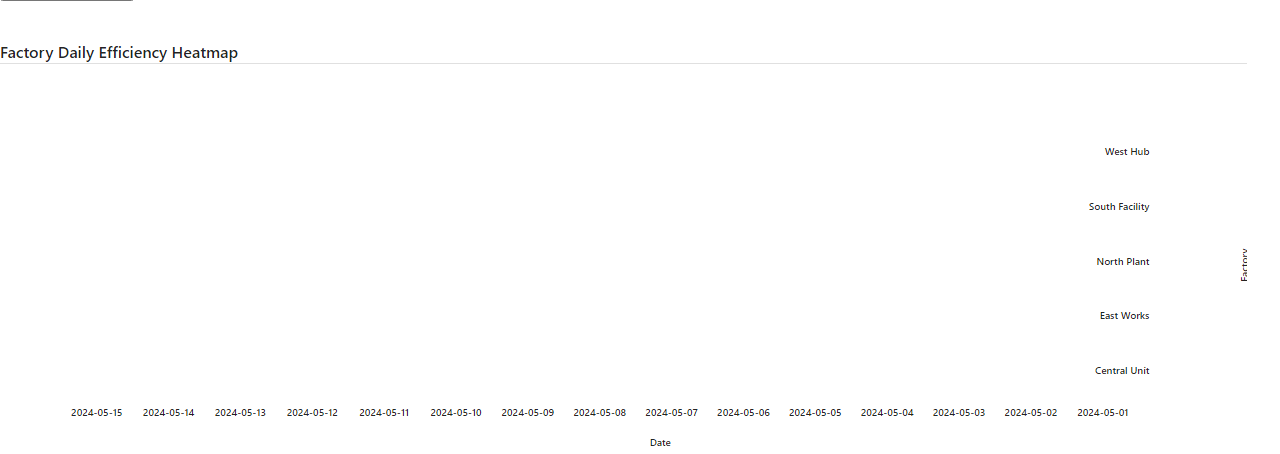 Factory Daily Efficiency Heatmap
West Hub
South Facility
North Plant
East Works
Central Unit
Factory
2024-05-15 2024-05-14 2024-05-13 2024-05-12 2024-05-11 2024-05-10 2024-05-09 2024-05-08 2024-05-07 2024-05-06 2024-05-05 2024-05-04 2024-05-03 2024-05-02 2024-05-01
Date